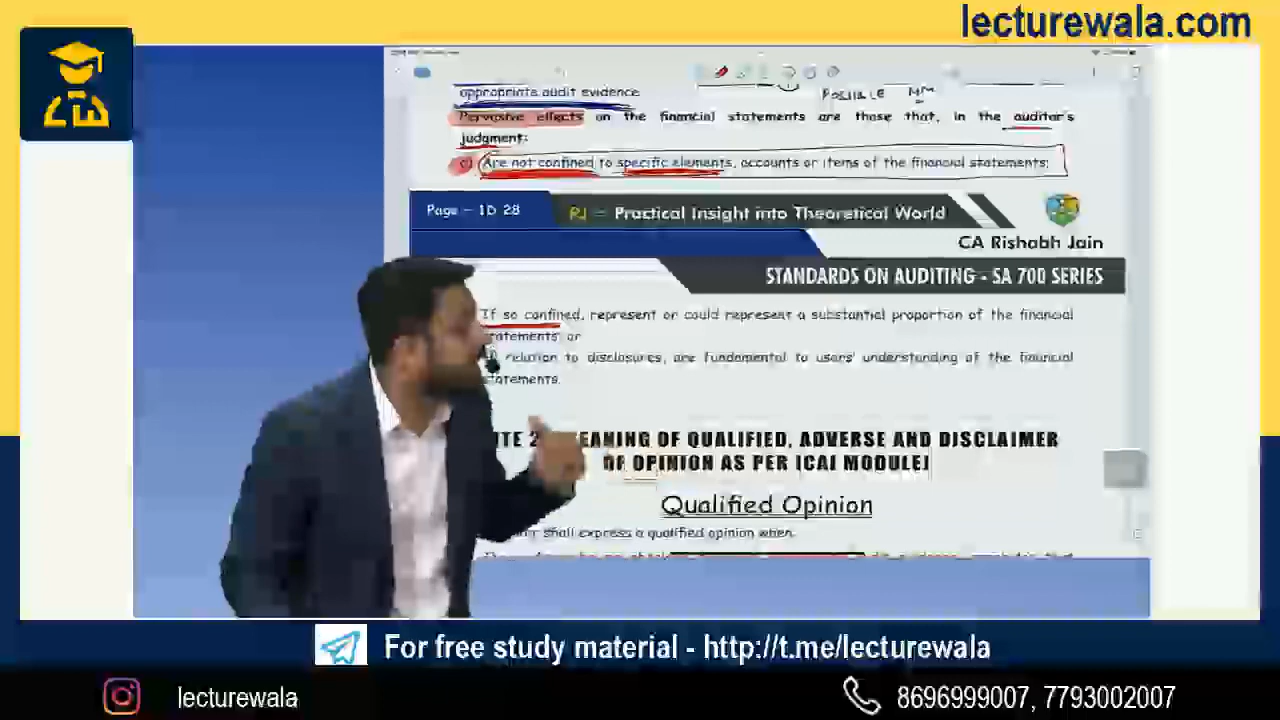 lecturewala.com
appropriate audit evidence
Pervasive effects on the financial statements are those that, in the auditor's
judgment:
Are not confined to specific elements, accounts or items of the financial statements;
Page - 1D 28
RJ - Practical Insight into Theoretical World
CA Rishabh Jain
STANDARDS ON AUDITING - SA 700 SERIES
If so confined, represent or could represent a substantial proportion of the financial
statements; or
relation to disclosures, are fundamental to users' understanding of the financial
statements.
MEANING OF QUALIFIED, ADVERSE AND DISCLAIMER
OF OPINION AS PER ICAI MODULE)
Qualified Opinion
shall express a qualified opinion when:
For free study material - http://t.me/lecturewala
lecturewala
8696999007, 7793002007